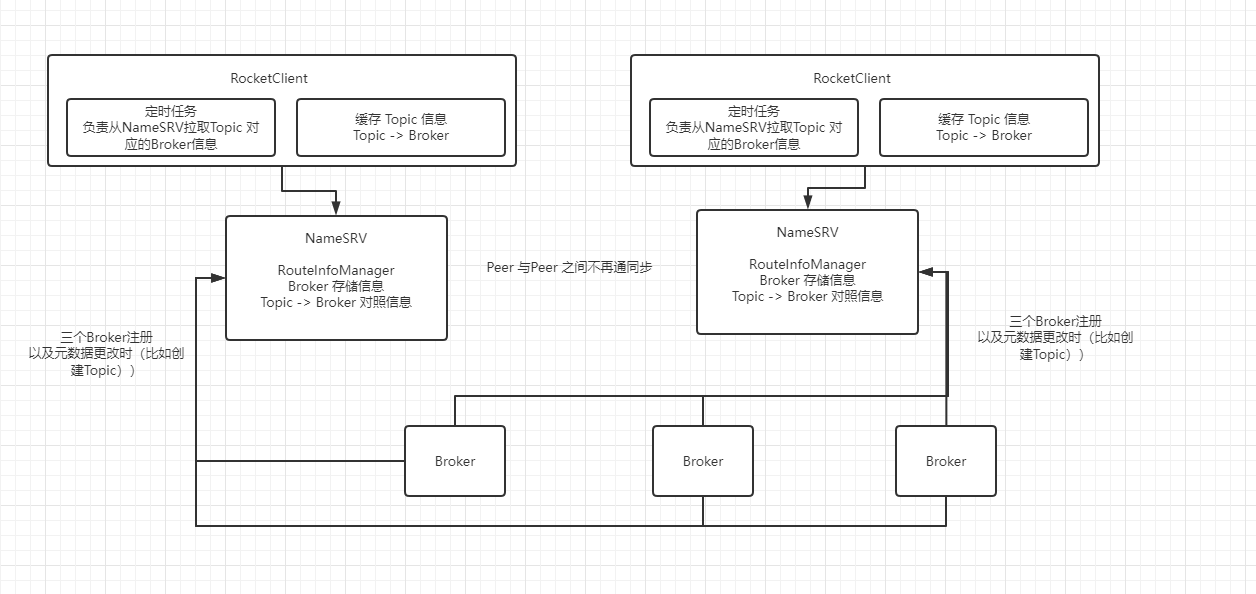 RocketClient
定时任务
负责从NameSRV拉取Topic 对
应的Broker信息
缓存 Topic 信息
Topic -> Broker
RocketClient
定时任务
负责从NameSRV拉取Topic 对
应的Broker信息
缓存 Topic 信息
Topic -> Broker
NameSRV
RouteInfoManager
Broker 存储信息
Topic -> Broker 对照信息
Peer 与Peer 之间不再通同步
NameSRV
RouteInfoManager
Broker 存储信息
Topic -> Broker 对照信息
三个Broker注册
以及元数据更改时（比如创
建Topic））
三个Broker注册
以及元数据更改时（比如创
建Topic））
Broker
Broker
Broker